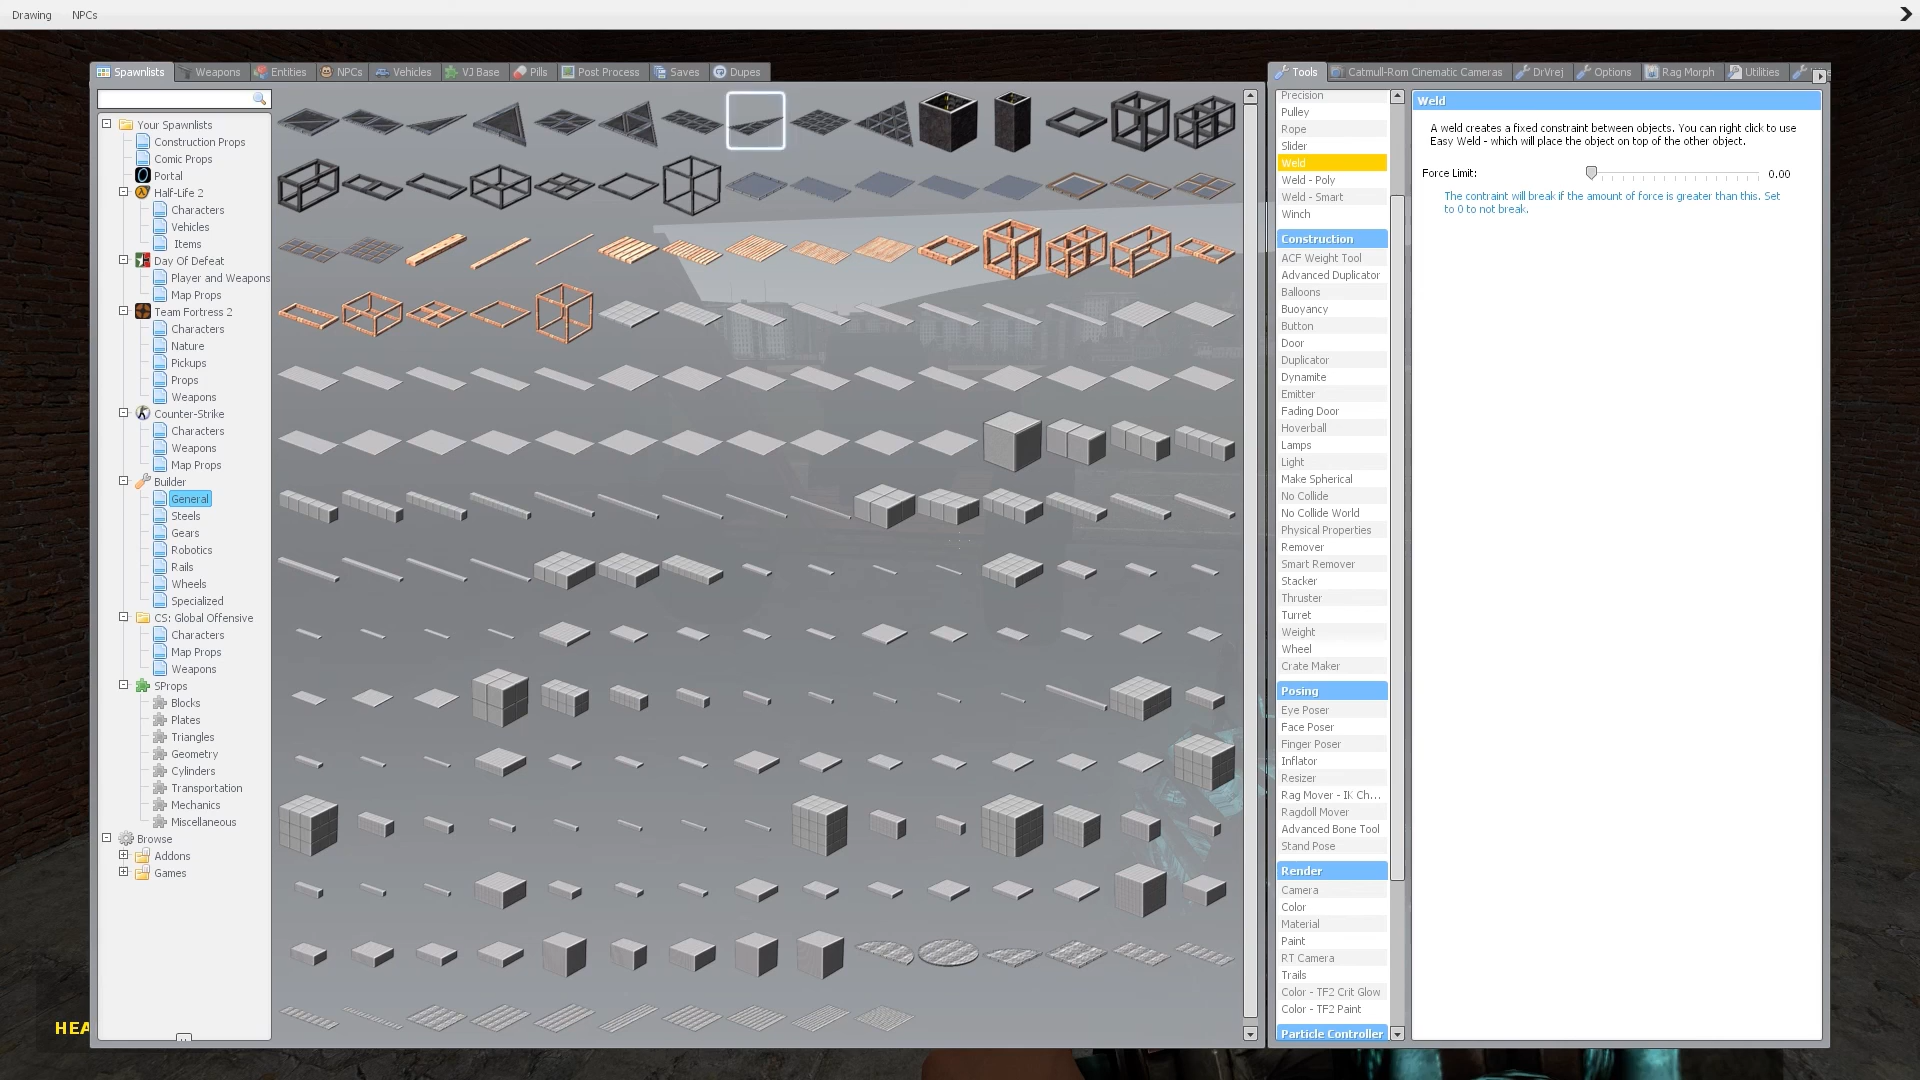 Drawing
NPCs
Spawnlists
Weapons
Entities
NPCs
Vehicles
VJ Base
Pills
Post Process
Saves
Dupes
Your Spawnlists
Construction Props
Comic Props
Portal
Half-Life 2
Characters
Vehicles
Items
Day Of Defeat
Player and Weapons
Map Props
Team Fortress 2
Characters
Nature
Pickups
Props
Weapons
Counter-Strike
Characters
Weapons
Map Props
Builder
General
Steels
Gears
Robotics
Rails
Wheels
Specialized
CS: Global Offensive
Characters
Map Props
Weapons
SProps
Blocks
Plates
Triangles
Geometry
Cylinders
Transportation
Mechanics
Miscellaneous
Browse
Addons
Games
HEA
Tools
Catmull-Rom Cinematic Cameras
DrVrej
Options
Rag Morph
Utilities
Precision
Pulley
Rope
Slider
Weld
Weld - Poly
Weld - Smart
Winch
Construction
ACF Weight Tool
Advanced Duplicator
Balloons
Buoyancy
Button
Door
Duplicator
Dynamite
Emitter
Fading Door
Hoverball
Lamps
Light
Make Spherical
No Collide
No Collide World
Physical Properties
Remover
Smart Remover
Stacker
Thruster
Turret
Weight
Wheel
Crate Maker
Posing
Eye Poser
Face Poser
Finger Poser
Inflator
Resizer
Rag Mover - IK Ch...
Ragdoll Mover
Advanced Bone Tool
Stand Pose
Render
Camera
Color
Material
Paint
RT Camera
Trails
Color - TF2 Crit Glow
Color - TF2 Paint
Particle Controller
Weld
A weld creates a fixed constraint between objects. You can right click to use
Easy Weld - which will place the object on top of the other object.
Force Limit:
0.00
The contraint will break if the amount of force is greater than this. Set
to 0 to not break.